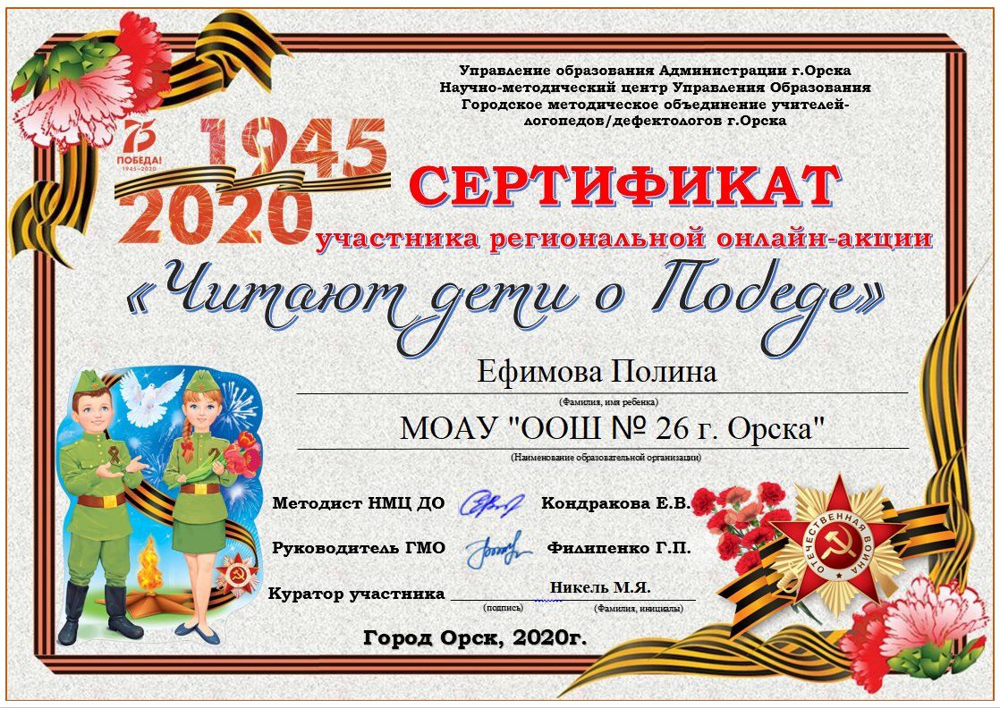 Управление образования Администрации г.Орска
Научно-методический центр Управления Образования
Городское методическое объединение учителей-
логопедов/дефектологов г.Орска
75
ПОБЕДА!
1945–2020
1945
2020
СЕРТИФИКАТ
участника региональной онлайн-акции
«Читают дети о Победе»
Ефимова Полина
(Фамилия, имя ребенка)
МОАУ "ООШ № 26 г. Орска"
(Наименование образовательной организации)
Методист НМЦ ДО Кондракова Е.В.
Руководитель ГМО Филипенко Г.П.
Куратор участника Никель М.Я.
(подпись) (Фамилия, инициалы)
Город Орск, 2020г.
ОТЕЧЕСТВЕННАЯ ВОЙНА